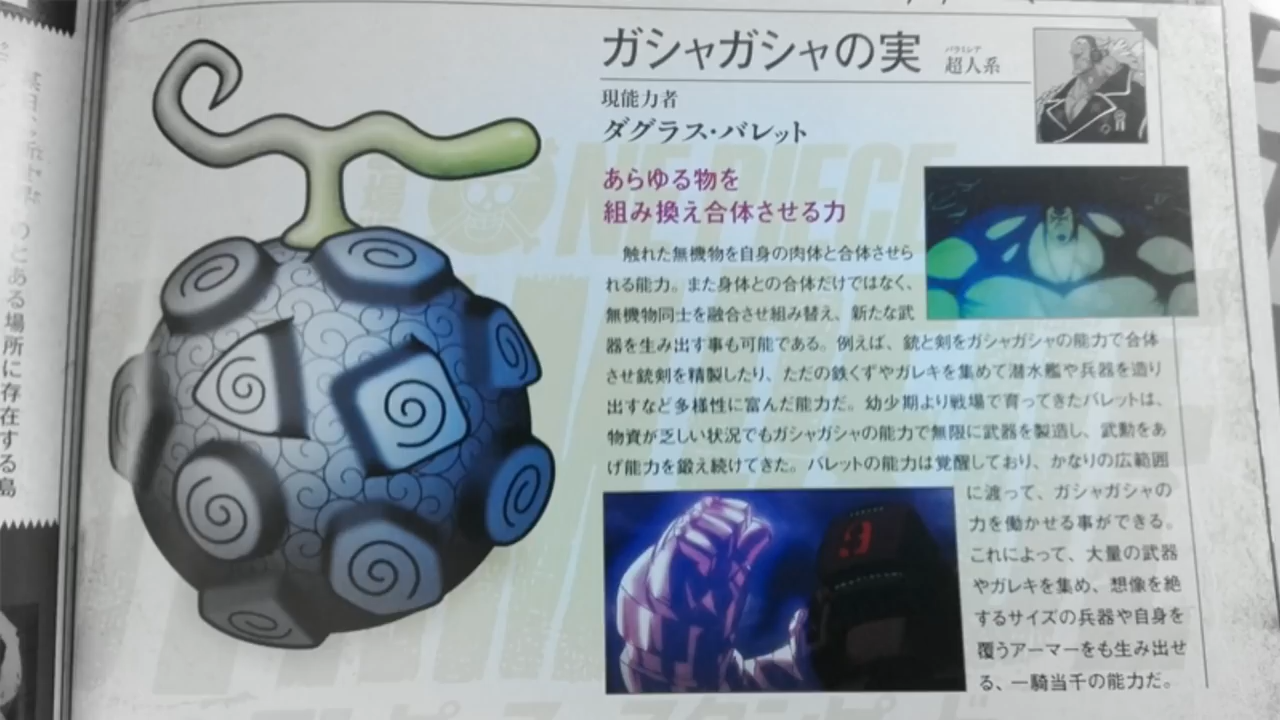 ガシャガシャの実 超人系
パラミシア
現能力者
ダグラス・バレット
あらゆる物を
組み換え合体させる力
触れた無機物を自身の肉体と合体させら
れる能力。また身体との合体だけではなく、
無機物同士を融合させ組み替え、新たな武
器を生み出す事も可能である。例えば、銃と剣をガシャガシャの能力で合体
させ銃剣を精製したり、ただの鉄くずやガレキを集めて潜水艦や兵器を造り
出すなど多様性に富んだ能力だ。幼少期より戦場で育ってきたバレットは、
物資が乏しい状況でもガシャガシャの能力で無限に武器を製造し、武勲をあ
げ能力を鍛え続けてきた。バレットの能力は覚醒しており、かなりの広範囲
に渡って、ガシャガシャの
力を働かせる事ができる。
これによって、大量の武器
やガレキを集め、想像を絶
するサイズの兵器や自身を
覆うアーマーをも生み出せ
る、一騎当千の能力だ。
9
ONE PIECE
のとある場所に存在する島